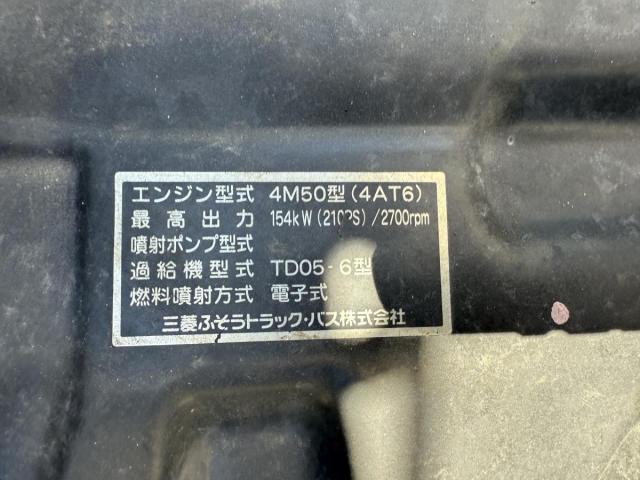 エンジン型式 4M50型(4AT6)
最高出力 154kW(210PS)/2700rpm
噴射ポンプ型式
過給機型式 TD05-6型
燃料噴射方式 電子式
三菱ふそうトラック・バス株式会社